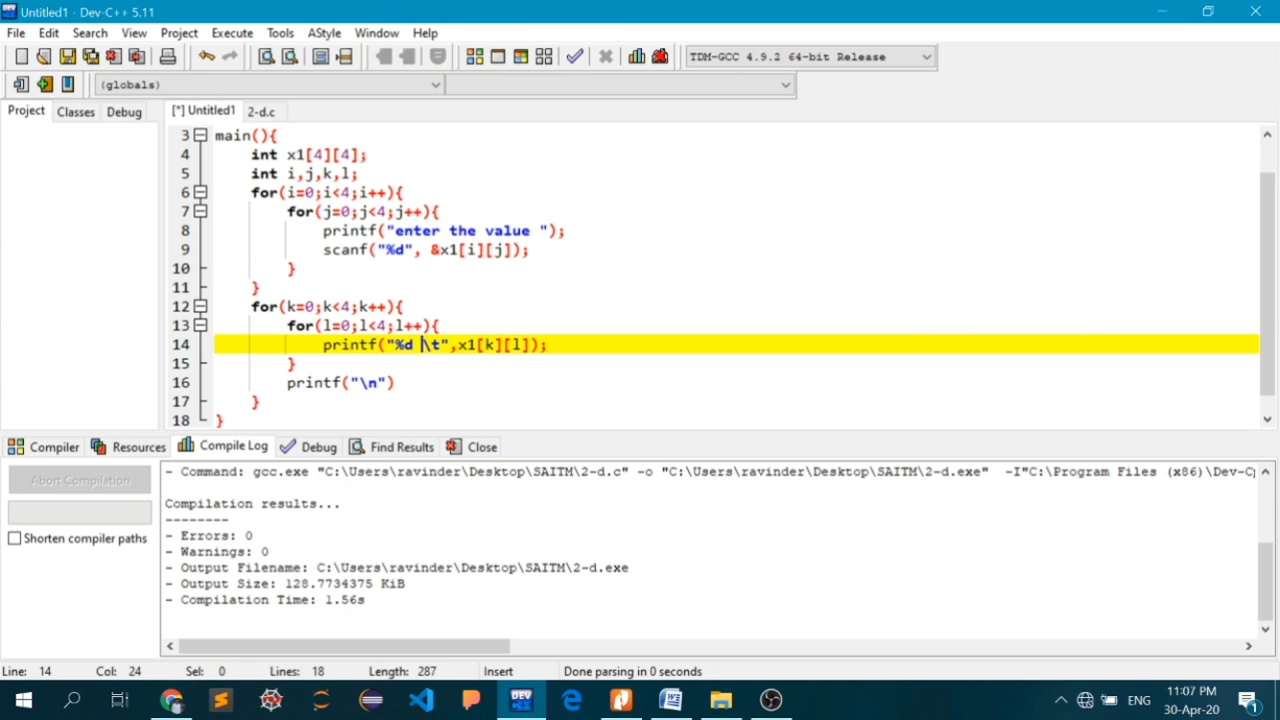 Untitled1 - Dev-C++ 5.11
File Edit Search View Project Execute Tools AStyle Window Help
TDM-GCC 4.9.2 64-bit Release
(globals)
Project Classes Debug [*] Untitled1 2-d.c
3 main(){
4 int x1[4][4];
5 int i,j,k,l;
6 for(i=0;i<4;i++){
7 for(j=0;j<4;j++){
8 printf("enter the value ");
9 scanf("%d", &x1[i][j]);
10 }
11 }
12 for(k=0;k<4;k++){
13 for(l=0;l<4;l++){
14 printf("%d \t",x1[k][l]);
15 }
16 printf("\n")
17 }
18 }
Compiler Resources Compile Log Debug Find Results Close
Abort Compilation
Shorten compiler paths
- Command: gcc.exe "C:\Users\ravinder\Desktop\SAITM\2-d.c" -o "C:\Users\ravinder\Desktop\SAITM\2-d.exe" -I"C:\Program Files (x86)\Dev-Cp
Compilation results...
--------
- Errors: 0
- Warnings: 0
- Output Filename: C:\Users\ravinder\Desktop\SAITM\2-d.exe
- Output Size: 128.7734375 KiB
- Compilation Time: 1.56s
Line: 14 Col: 24 Sel: 0 Lines: 18 Length: 287 Insert Done parsing in 0 seconds
DEV
ENG
11:07 PM
30-Apr-20
1